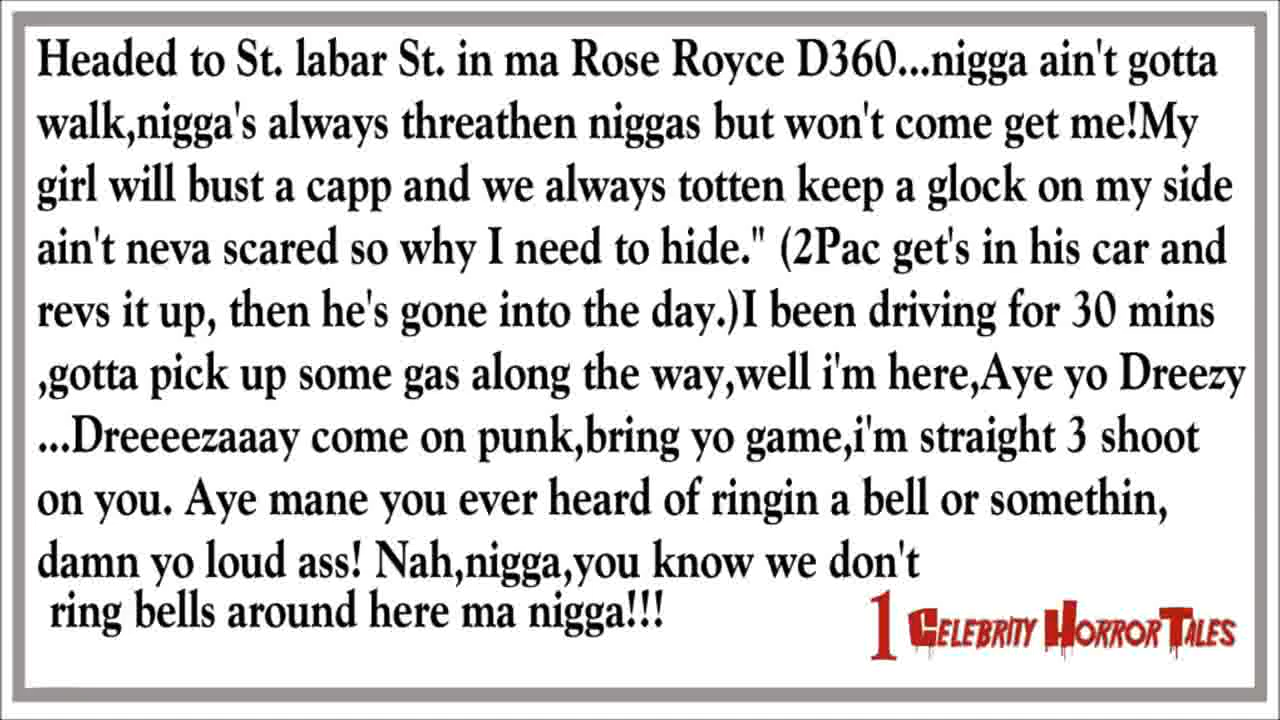 Headed to St. labar St. in ma Rose Royce D360...nigga ain't gotta
walk,nigga's always threathen niggas but won't come get me!My
girl will bust a capp and we always totten keep a glock on my side
ain't neva scared so why I need to hide." (2Pac get's in his car and
revs it up, then he's gone into the day.)I been driving for 30 mins
,gotta pick up some gas along the way,well i'm here,Aye yo Dreezy
...Dreeeezaaay come on punk,bring yo game,i'm straight 3 shoot
on you. Aye mane you ever heard of ringin a bell or somethin,
damn yo loud ass! Nah,nigga,you know we don't
ring bells around here ma nigga!!!
1 CELEBRITY HORROR TALES